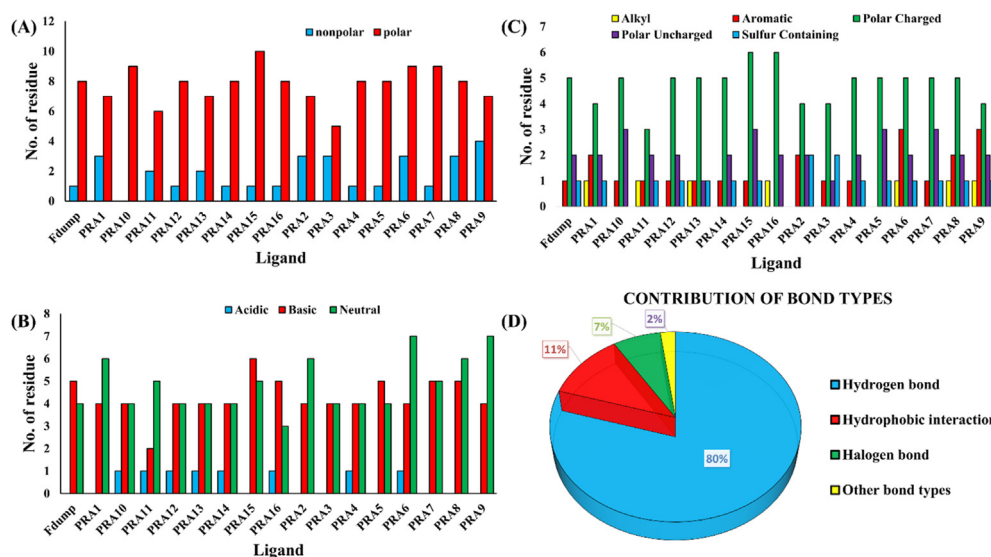 (A)
nonpolar polar
No. of residue
12
10
8
6
4
2
0
Fdump PRA1 PRA10 PRA11 PRA12 PRA13 PRA14 PRA15 PRA16 PRA2 PRA3 PRA4 PRA5 PRA6 PRA7 PRA8 PRA9
Ligand
(C)
Alkyl Aromatic Polar Charged
Polar Uncharged Sulfur Containing
No. of residue
7
6
5
4
3
2
1
0
Fdump PRA1 PRA10 PRA11 PRA12 PRA13 PRA14 PRA15 PRA16 PRA2 PRA3 PRA4 PRA5 PRA6 PRA7 PRA8 PRA9
Ligand
(B)
Acidic Basic Neutral
No. of residue
8
7
6
5
4
3
2
1
0
Fdump PRA1 PRA10 PRA11 PRA12 PRA13 PRA14 PRA15 PRA16 PRA2 PRA3 PRA4 PRA5 PRA6 PRA7 PRA8 PRA9
Ligand
CONTRIBUTION OF BOND TYPES
(D)
2%
7%
11%
80%
Hydrogen bond
Hydrophobic interaction
Halogen bond
Other bond types